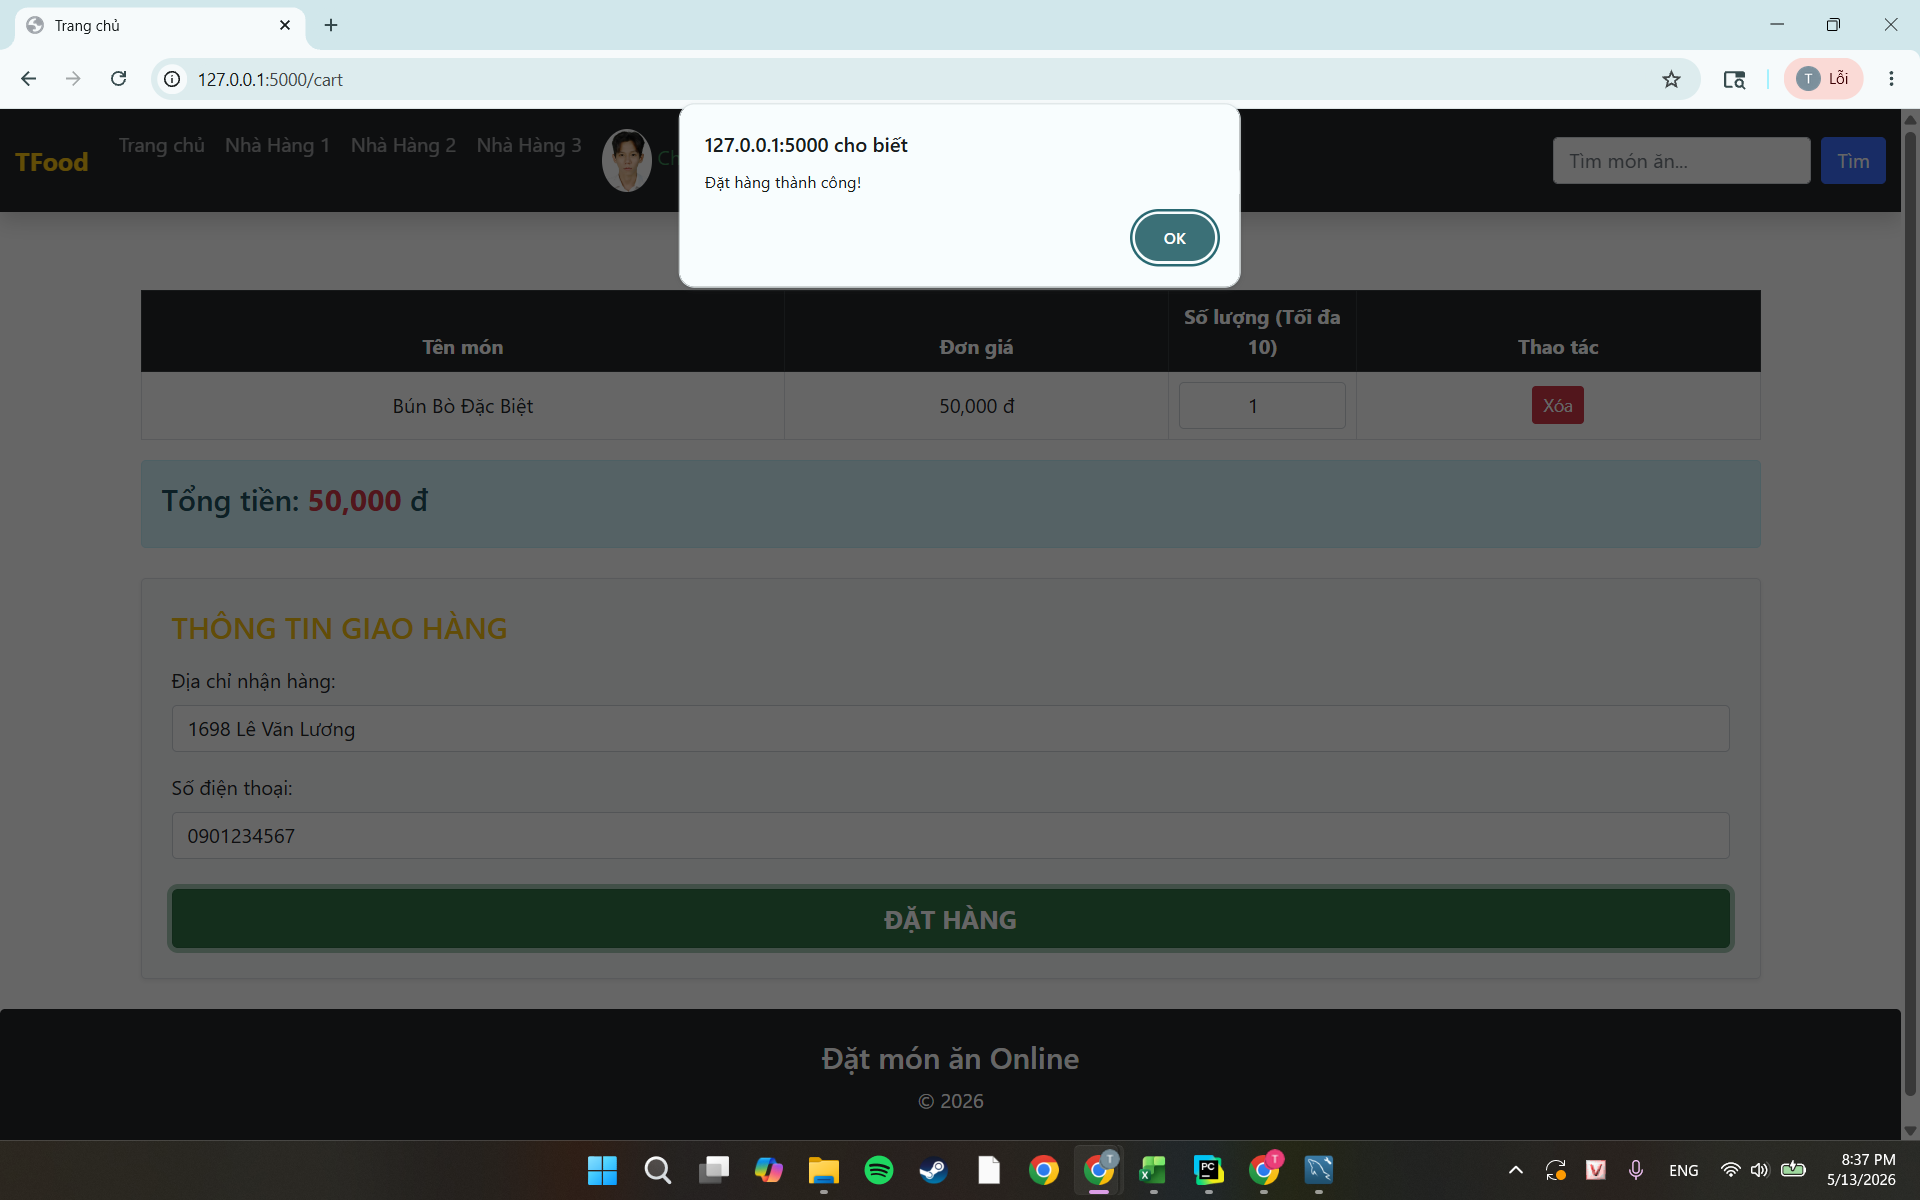 Trang chủ
127.0.0.1:5000/cart
T Lỗi
TFood
Trang chủ
Nhà Hàng 1
Nhà Hàng 2
Nhà Hàng 3
127.0.0.1:5000 cho biết
Đặt hàng thành công!
OK
Tìm món ăn...
Tìm
Tên món
Đơn giá
Số lượng (Tối đa
10)
Thao tác
Bún Bò Đặc Biệt
50,000 đ
1
Xóa
Tổng tiền: 50,000 đ
THÔNG TIN GIAO HÀNG
Địa chỉ nhận hàng:
1698 Lê Văn Lương
Số điện thoại:
0901234567
ĐẶT HÀNG
Đặt món ăn Online
© 2026
ENG
8:37 PM
5/13/2026